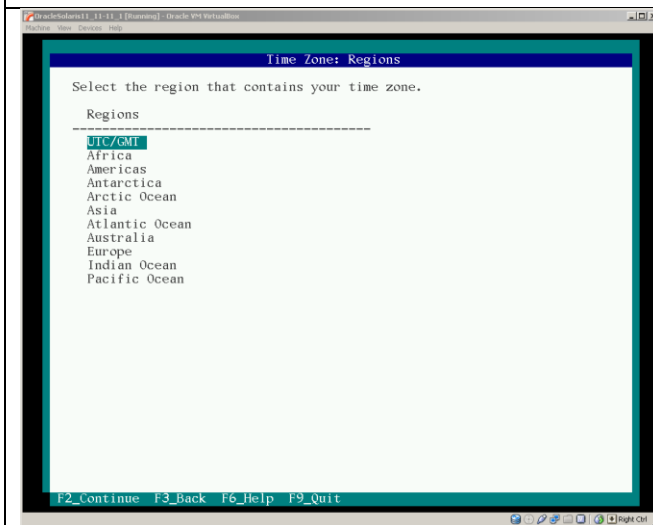 OracleSolaris11_11-11_1 [Running] - Oracle VM VirtualBox
Machine View Devices Help
Time Zone: Regions
Select the region that contains your time zone.
Regions
----------------------------------------
UTC/GMT
Africa
Americas
Antarctica
Arctic Ocean
Asia
Atlantic Ocean
Australia
Europe
Indian Ocean
Pacific Ocean
F2_Continue F3_Back F6_Help F9_Quit
Right Ctrl